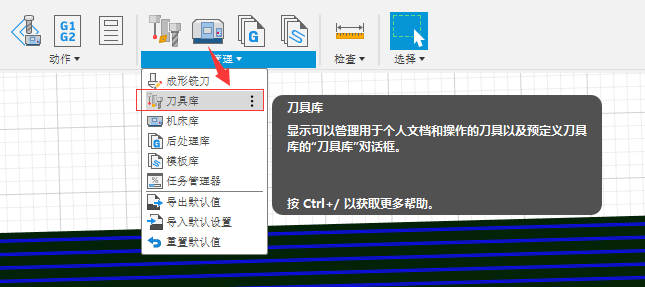 G1
G2
G
S
动作
管理
检查
选择
成形铣刀
刀具库
机床库
后处理库
模板库
任务管理器
导出默认值
导入默认设置
重置默认值
刀具库
显示可以管理用于个人文档和操作的刀具以及预定义刀具
库的“刀具库”对话框。
按 Ctrl+/ 以获取更多帮助。